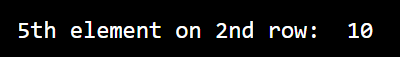 5th element on 2nd row:  10